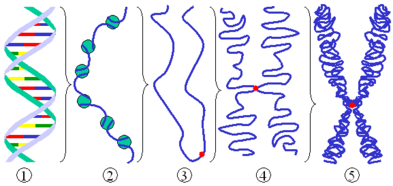 ① ② ③ ④ ⑤